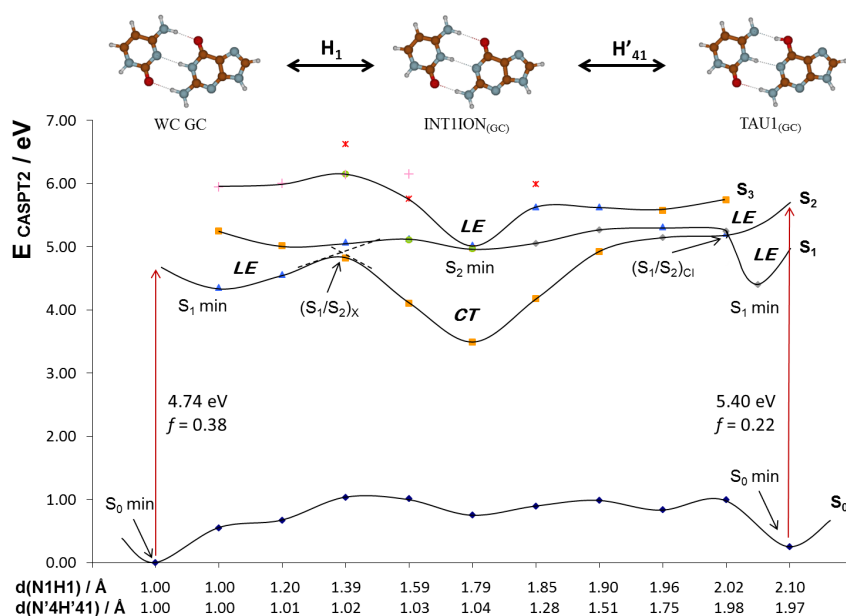 H₁
H'₄₁
WC GC
INT1ION(GC)
TAU1(GC)
E CASPT2 / eV
7.00
6.00
5.00
4.00
3.00
2.00
1.00
0.00
S₃
S₂
LE
LE
S₁
LE
S₂ min
(S₁/S₂)CI
LE
S₁ min
(S₁/S₂)X
CT
S₁ min
4.74 eV
f = 0.38
5.40 eV
f = 0.22
S₀ min
S₀ min
S₀
d(N1H1) / Å 1.00 1.00 1.20 1.39 1.59 1.79 1.85 1.90 1.96 2.02 2.10
d(N'4H'41) / Å 1.00 1.00 1.01 1.02 1.03 1.04 1.28 1.51 1.75 1.98 1.97